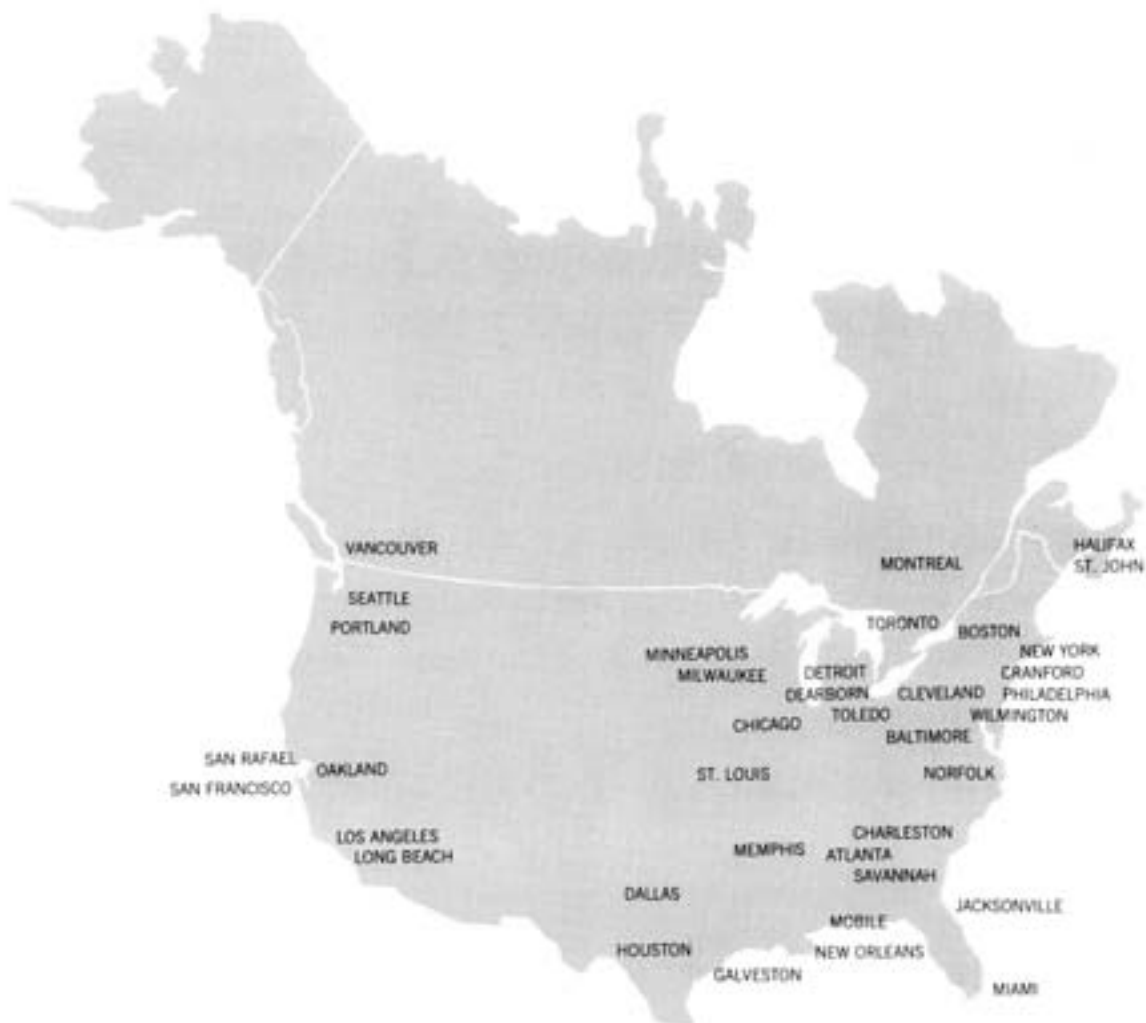 VANCOUVER
HALIFAX
MONTREAL
ST. JOHN
SEATTLE
PORTLAND
TORONTO
BOSTON
MINNEAPOLIS
NEW YORK
MILWAUKEE
DETROIT
CRANFORD
DEARBORN
CLEVELAND
PHILADELPHIA
CHICAGO
TOLEDO
WILMINGTON
BALTIMORE
SAN RAFAEL
OAKLAND
ST. LOUIS
NORFOLK
SAN FRANCISCO
LOS ANGELES
CHARLESTON
LONG BEACH
MEMPHIS
ATLANTA
SAVANNAH
DALLAS
JACKSONVILLE
MOBILE
HOUSTON
NEW ORLEANS
GALVESTON
MIAMI